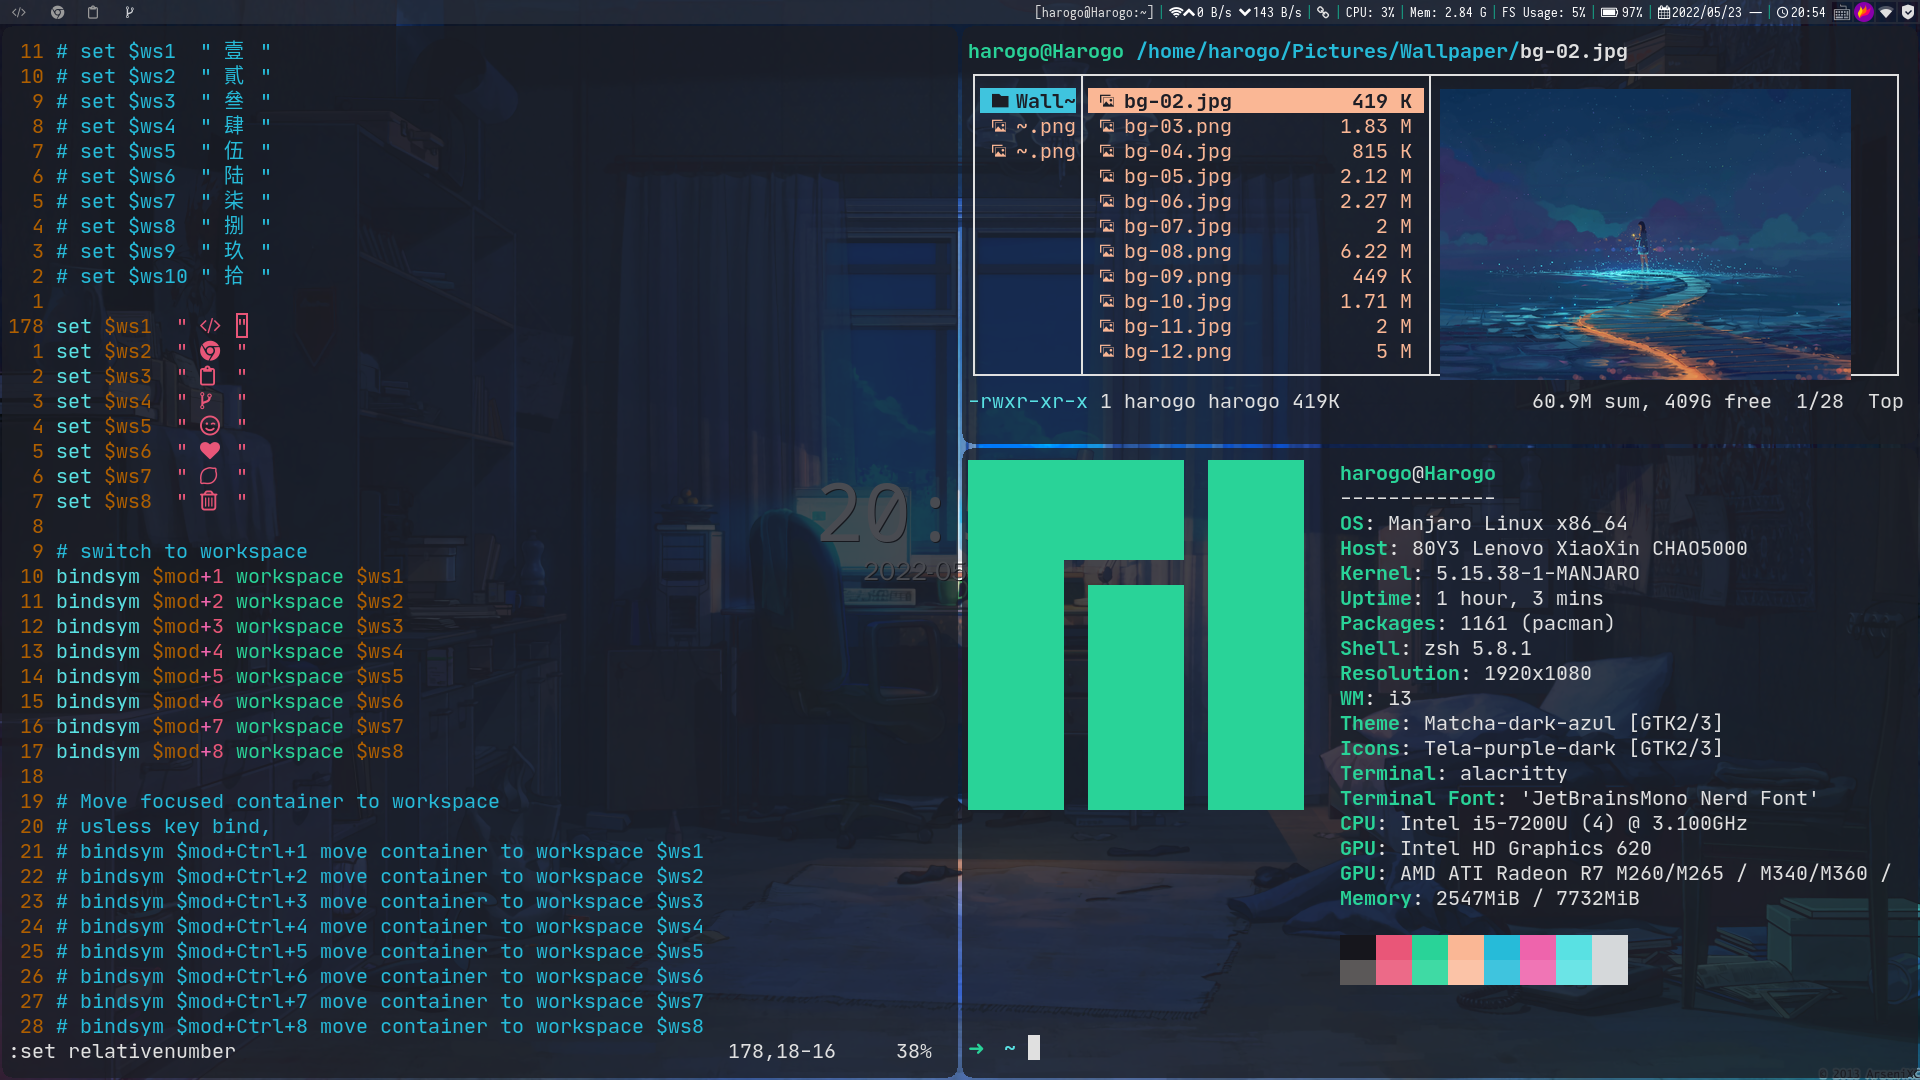 [harogo@Harogo:~] | 0 B/s 143 B/s | CPU: 3% | Mem: 2.84 G | FS Usage: 5% | 97% | 2022/05/23 — | 20:54
11 # set $ws1  " 壹 "
10 # set $ws2  " 貳 "
9 # set $ws3  " 叄 "
8 # set $ws4  " 肆 "
7 # set $ws5  " 伍 "
6 # set $ws6  " 陆 "
5 # set $ws7  " 柒 "
4 # set $ws8  " 捌 "
3 # set $ws9  " 玖 "
2 # set $ws10 " 拾 "
1
178 set $ws1  " </> "
1 set $ws2  "  "
2 set $ws3  "  "
3 set $ws4  "  "
4 set $ws5  "  "
5 set $ws6  " ♥ "
6 set $ws7  "  "
7 set $ws8  "  "
8
9 # switch to workspace
10 bindsym $mod+1 workspace $ws1
11 bindsym $mod+2 workspace $ws2
12 bindsym $mod+3 workspace $ws3
13 bindsym $mod+4 workspace $ws4
14 bindsym $mod+5 workspace $ws5
15 bindsym $mod+6 workspace $ws6
16 bindsym $mod+7 workspace $ws7
17 bindsym $mod+8 workspace $ws8
18
19 # Move focused container to workspace
20 # usless key bind,
21 # bindsym $mod+Ctrl+1 move container to workspace $ws1
22 # bindsym $mod+Ctrl+2 move container to workspace $ws2
23 # bindsym $mod+Ctrl+3 move container to workspace $ws3
24 # bindsym $mod+Ctrl+4 move container to workspace $ws4
25 # bindsym $mod+Ctrl+5 move container to workspace $ws5
26 # bindsym $mod+Ctrl+6 move container to workspace $ws6
27 # bindsym $mod+Ctrl+7 move container to workspace $ws7
28 # bindsym $mod+Ctrl+8 move container to workspace $ws8
:set relativenumber 178,18-16 38%
20:
2022-05
harogo@Harogo /home/harogo/Pictures/Wallpaper/bg-02.jpg
Wall~ bg-02.jpg 419 K
~.png bg-03.png 1.83 M
~.png bg-04.jpg 815 K
bg-05.jpg 2.12 M
bg-06.jpg 2.27 M
bg-07.jpg 2 M
bg-08.png 6.22 M
bg-09.png 449 K
bg-10.jpg 1.71 M
bg-11.jpg 2 M
bg-12.png 5 M
-rwxr-xr-x 1 harogo harogo 419K 60.9M sum, 409G free 1/28 Top
harogo@Harogo
-------------
OS: Manjaro Linux x86_64
Host: 80Y3 Lenovo XiaoXin CHAO5000
Kernel: 5.15.38-1-MANJARO
Uptime: 1 hour, 3 mins
Packages: 1161 (pacman)
Shell: zsh 5.8.1
Resolution: 1920x1080
WM: i3
Theme: Matcha-dark-azul [GTK2/3]
Icons: Tela-purple-dark [GTK2/3]
Terminal: alacritty
Terminal Font: 'JetBrainsMono Nerd Font'
CPU: Intel i5-7200U (4) @ 3.100GHz
GPU: Intel HD Graphics 620
GPU: AMD ATI Radeon R7 M260/M265 / M340/M360 /
Memory: 2547MiB / 7732MiB
➜ ~
© 2013 ArseniXC